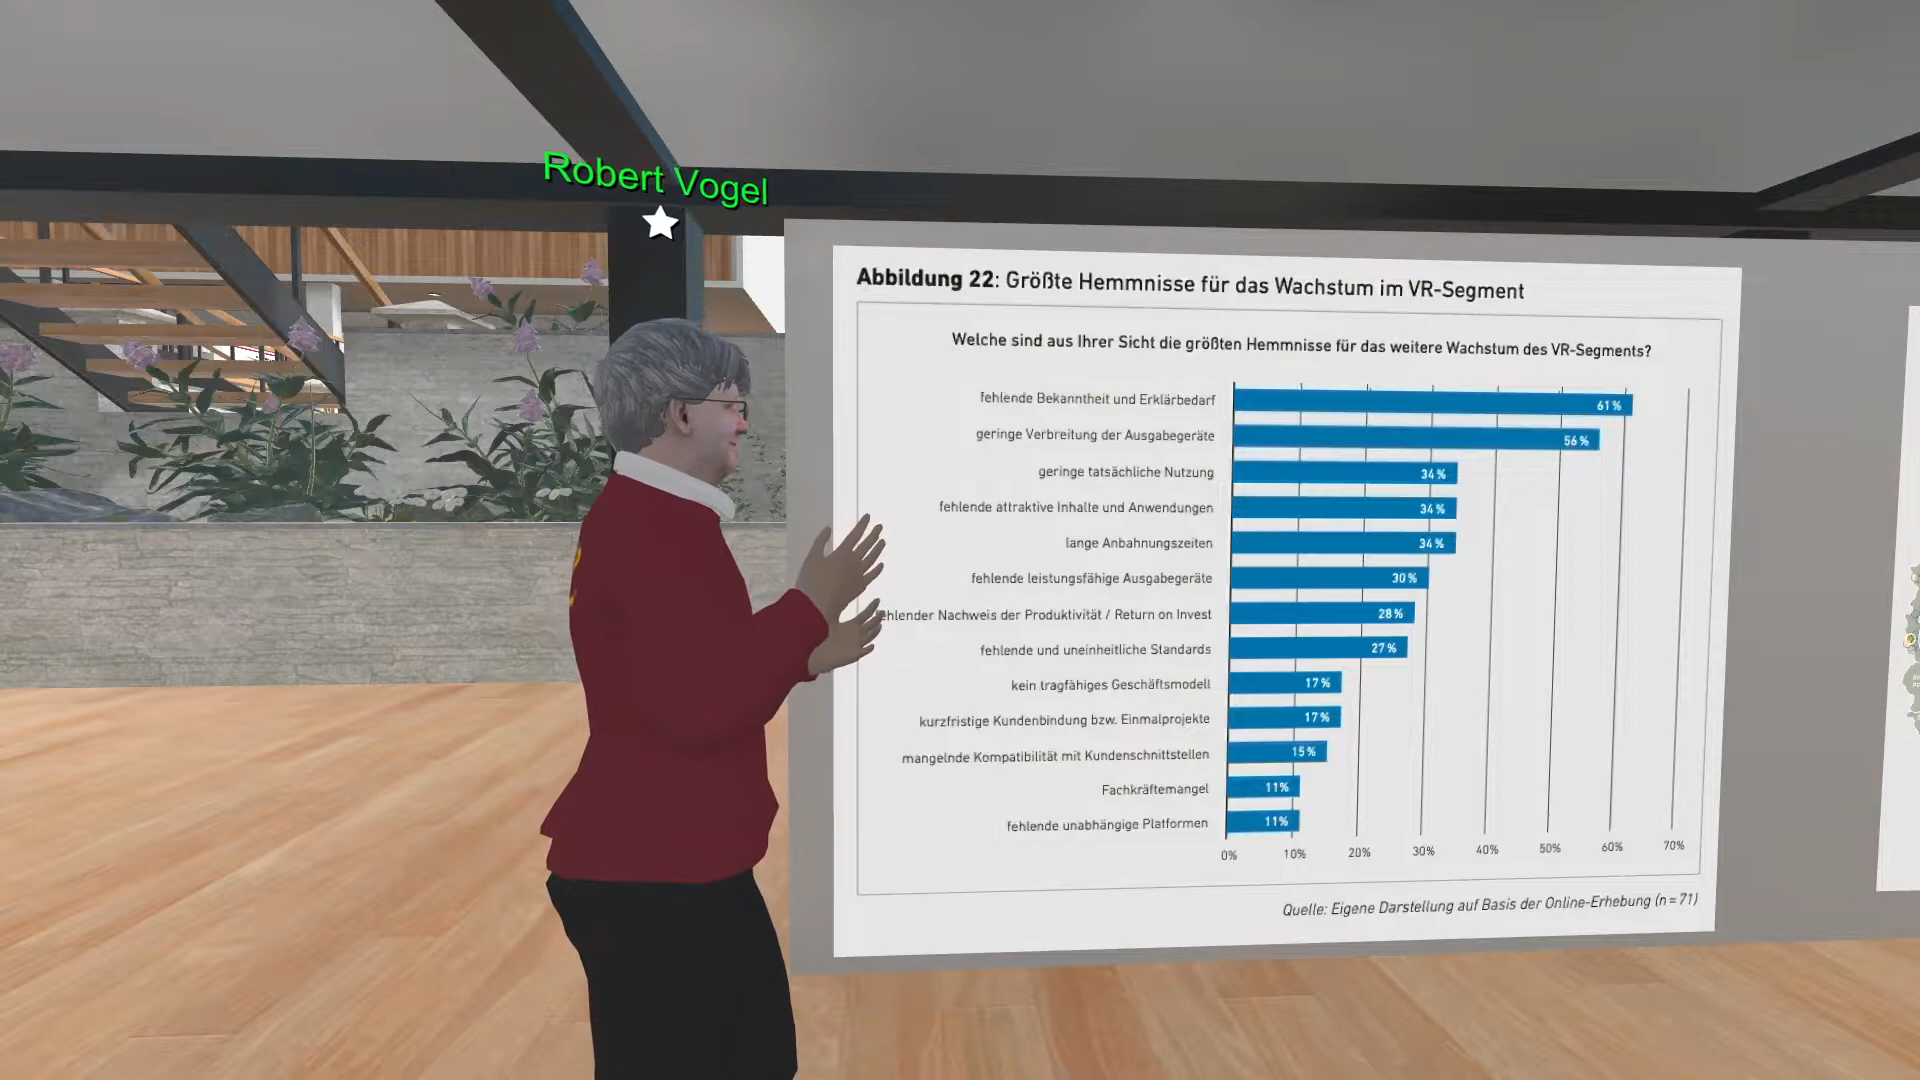 Robert Vogel
Abbildung 22: Größte Hemmnisse für das Wachstum im VR-Segment
Welche sind aus Ihrer Sicht die größten Hemmnisse für das weitere Wachstum des VR-Segments?
fehlende Bekanntheit und Erklärbedarf 61 %
geringe Verbreitung der Ausgabegeräte 56 %
geringe tatsächliche Nutzung 34 %
fehlende attraktive Inhalte und Anwendungen 34 %
lange Anbahnungszeiten 34 %
fehlende leistungsfähige Ausgabegeräte 30 %
ehlender Nachweis der Produktivität / Return on Invest 28 %
fehlende und uneinheitliche Standards 27 %
kein tragfähiges Geschäftsmodell 17 %
kurzfristige Kundenbindung bzw. Einmalprojekte 17 %
mangelnde Kompatibilität mit Kundenschnittstellen 15 %
Fachkräftemangel 11%
fehlende unabhängige Platformen 11%
0% 10% 20% 30% 40% 50% 60% 70%
Quelle: Eigene Darstellung auf Basis der Online-Erhebung (n = 71)